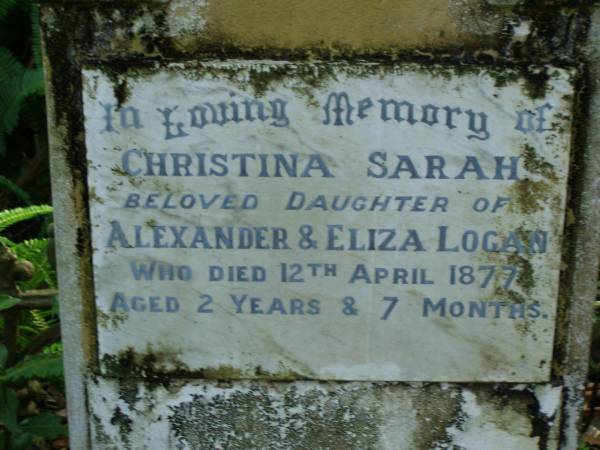 In Loving Memory of
CHRISTINA SARAH
BELOVED DAUGHTER OF
ALEXANDER & ELIZA LOGAN
WHO DIED 12TH APRIL 1877
AGED 2 YEARS & 7 MONTHS.